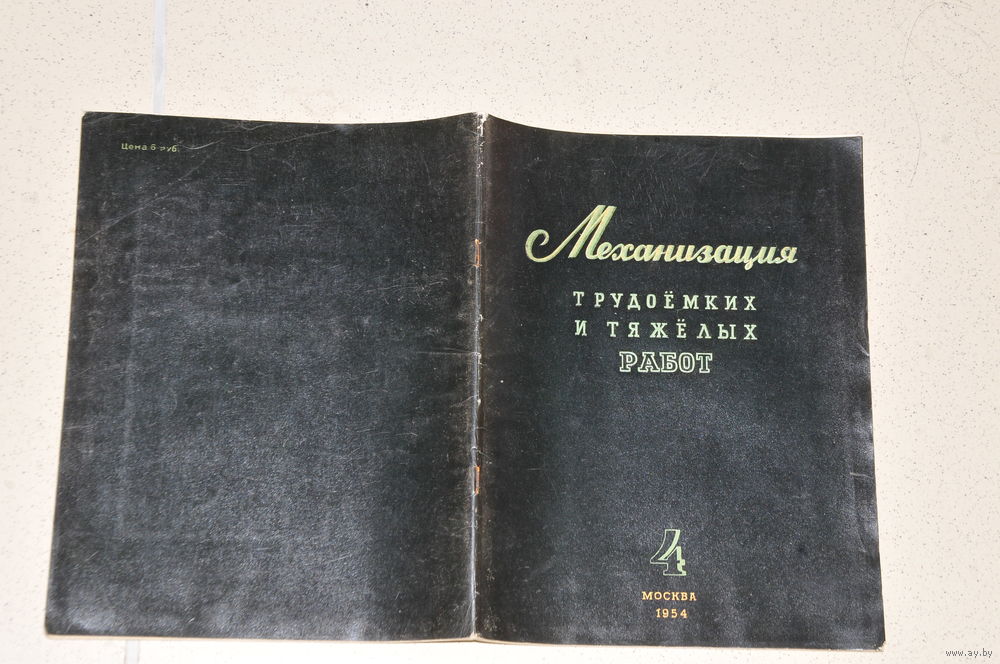 Цена 6 руб.
Механизация
ТРУДОЁМКИХ
И ТЯЖЁЛЫХ
РАБОТ
4
МОСКВА
1954
www.ay.by